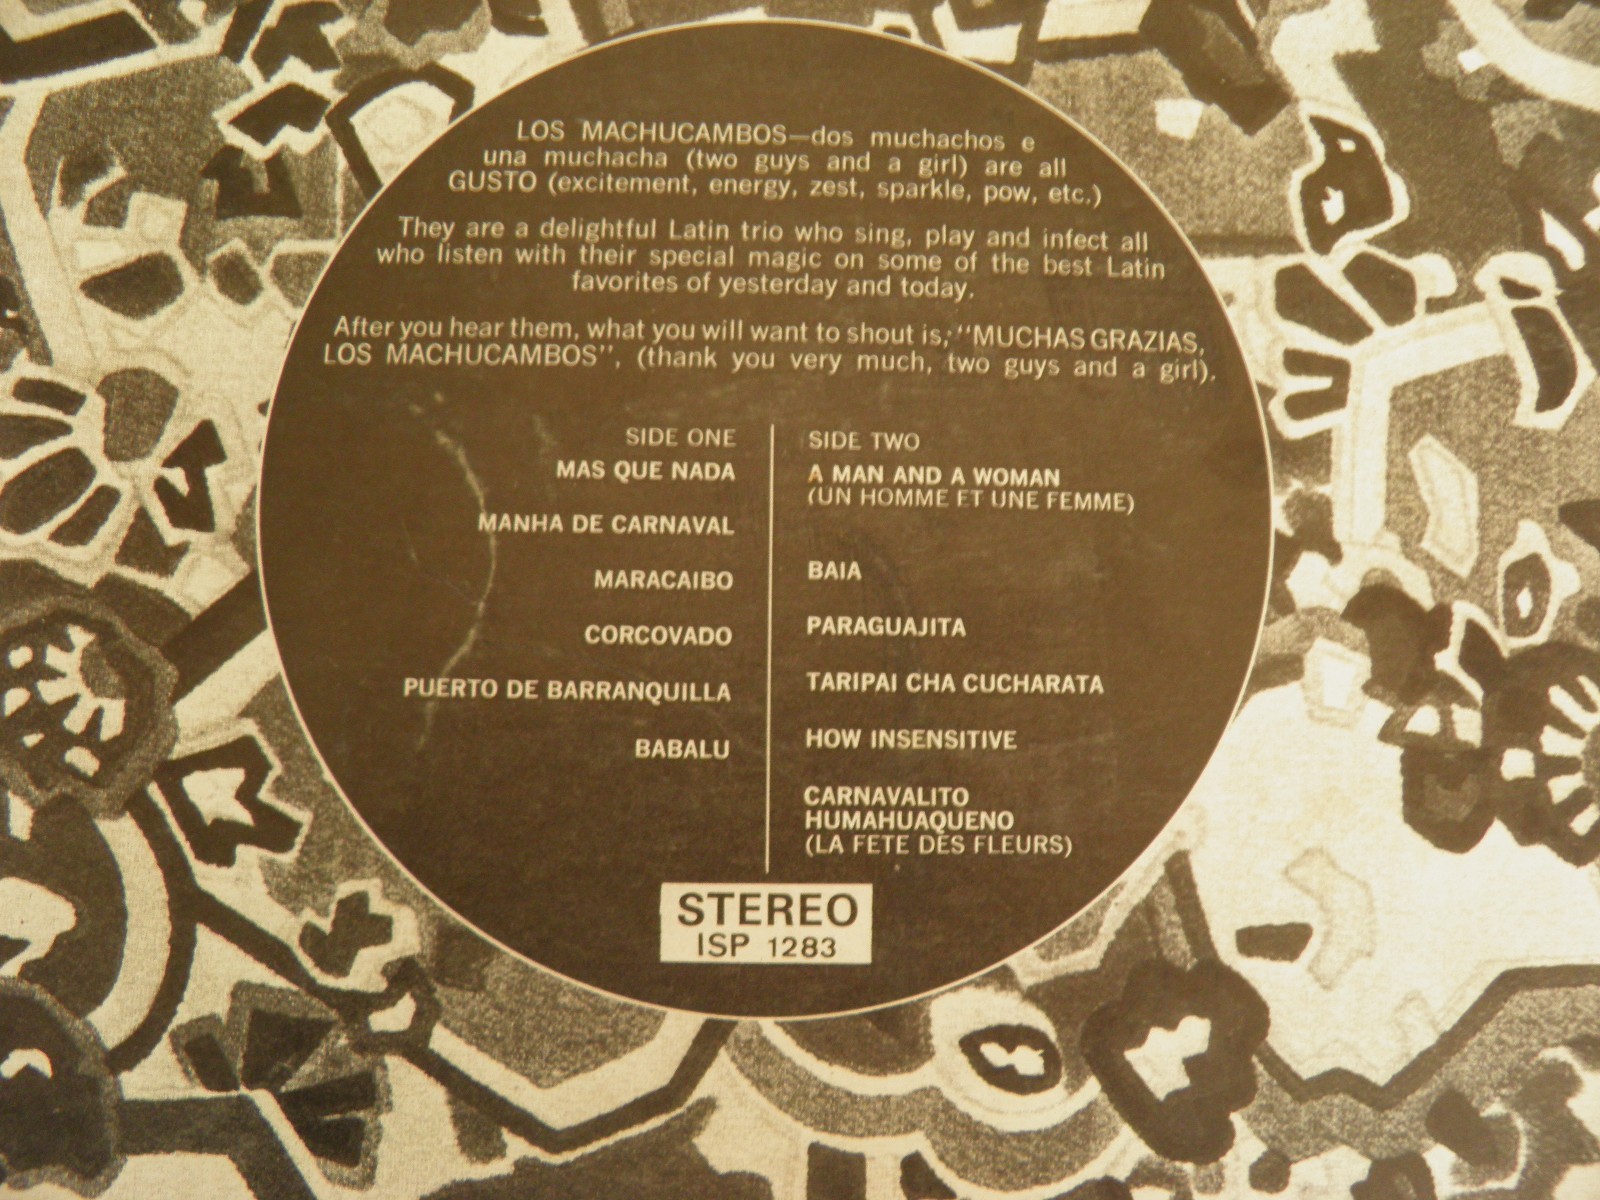 LOS MACHUCAMBOS—dos muchachos e
una muchacha (two guys and a girl) are all
GUSTO (excitement, energy, zest, sparkle, pow, etc.)
They are a delightful Latin trio who sing, play and infect all
who listen with their special magic on some of the best Latin
favorites of yesterday and today.
After you hear them, what you will want to shout is; "MUCHAS GRAZIAS,
LOS MACHUCAMBOS", (thank you very much, two guys and a girl).
SIDE ONE
MAS QUE NADA
MANHA DE CARNAVAL
MARACAIBO
CORCOVADO
PUERTO DE BARRANQUILLA
BABALU
SIDE TWO
A MAN AND A WOMAN
(UN HOMME ET UNE FEMME)
BAIA
PARAGUAJITA
TARIPAI CHA CUCHARATA
HOW INSENSITIVE
CARNAVALITO
HUMAHUAQUENO
(LA FETE DES FLEURS)
STEREO
ISP 1283